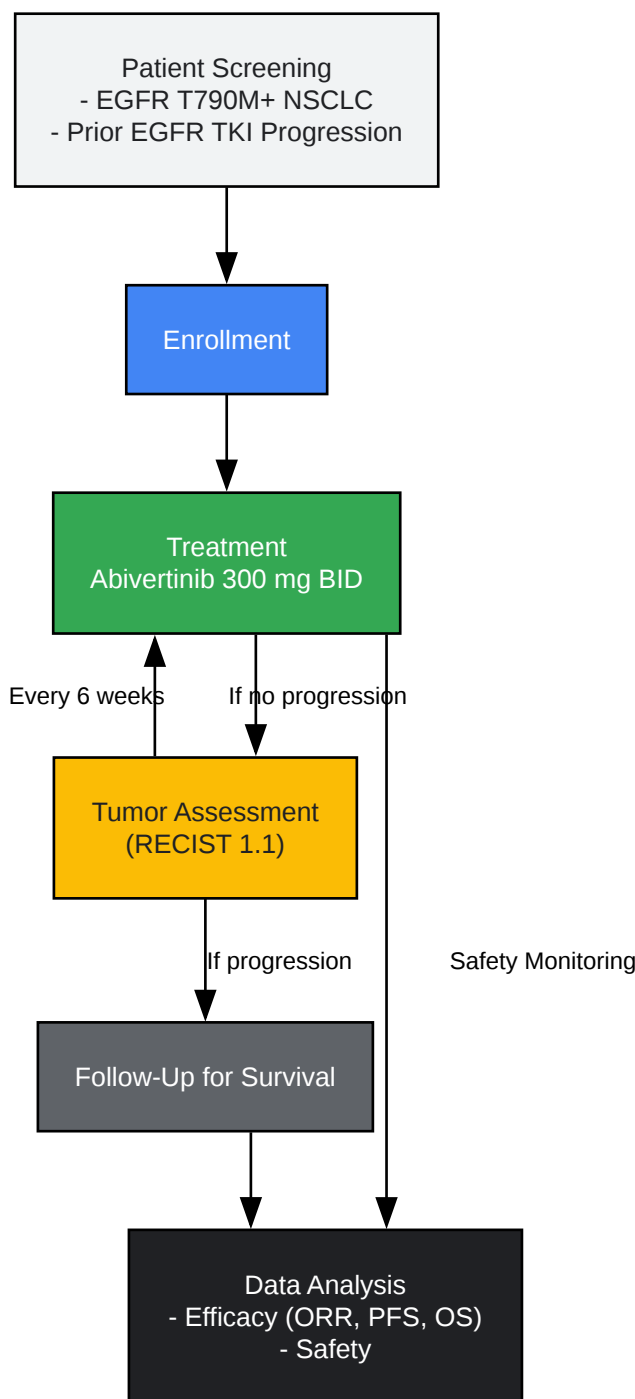 Patient Screening
- EGFR T790M+ NSCLC
- Prior EGFR TKI Progression
Enrollment
Treatment
Abivertinib 300 mg BID
Every 6 weeks
If no progression
Tumor Assessment
(RECIST 1.1)
If progression
Safety Monitoring
Follow-Up for Survival
Data Analysis
- Efficacy (ORR, PFS, OS)
- Safety